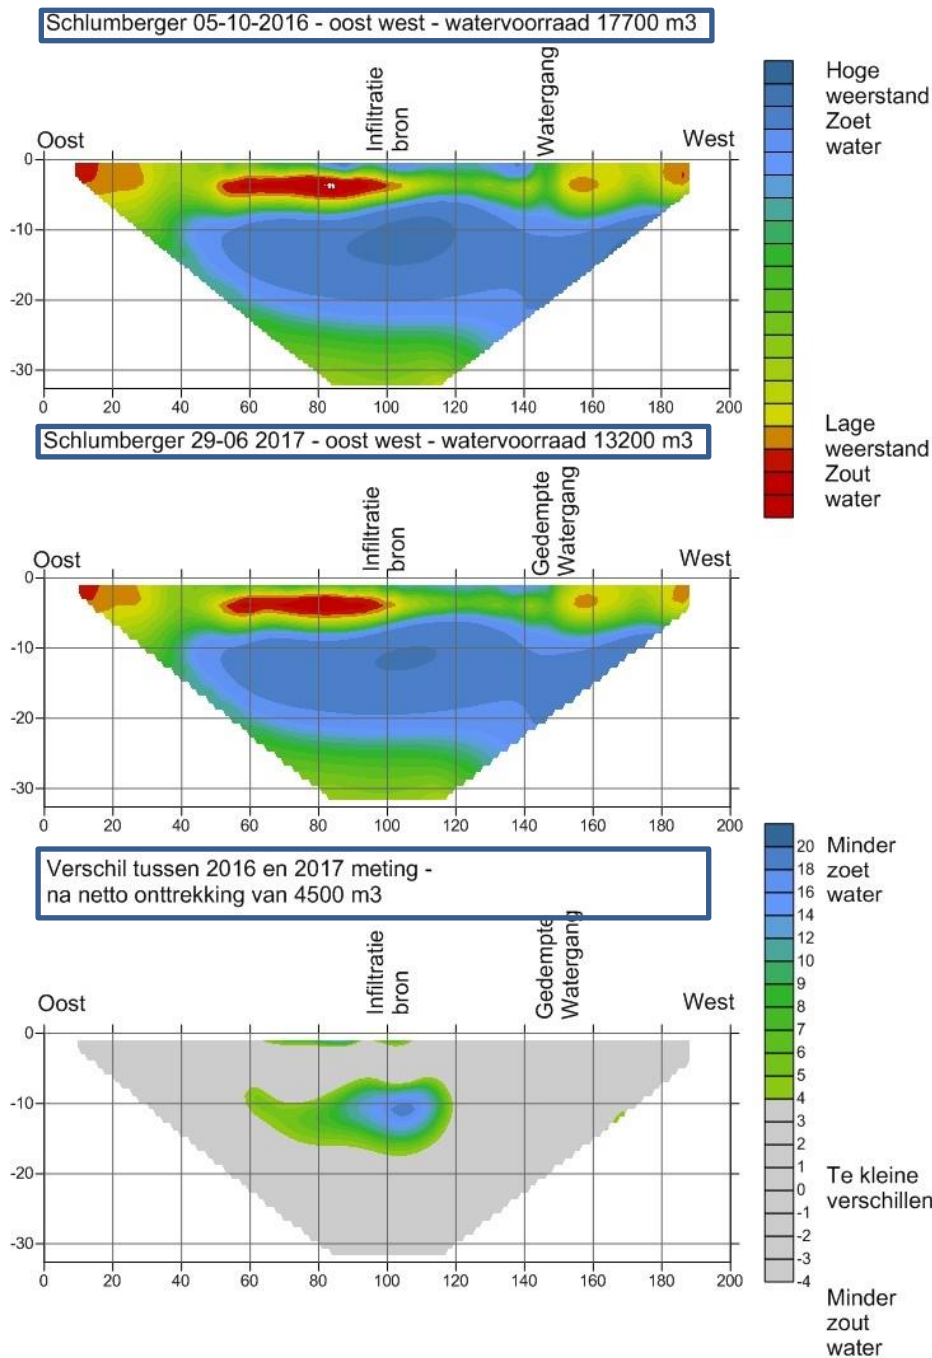 Schlumberger 05-10-2016 - oost west - watervoorraad 17700 m3
Oost
Infiltratie
bron
Watergang
West
0
-10
-20
-30
0 20 40 60 80 100 120 140 160 180 200
Hoge
weerstand
Zoet
water
Lage
weerstand
Zout
water
Schlumberger 29-06 2017 - oost west - watervoorraad 13200 m3
Oost
Infiltratie
bron
Gedempte
Watergang
West
0
-10
-20
-30
0 20 40 60 80 100 120 140 160 180 200
Verschil tussen 2016 en 2017 meting -
na netto onttrekking van 4500 m3
Oost
Infiltratie
bron
Gedempte
Watergang
West
0
-10
-20
-30
0 20 40 60 80 100 120 140 160 180 200
20
18
16
14
12
10
9
8
7
6
5
4
3
2
1
0
-1
-2
-3
-4
Minder
zoet
water
Te kleine
verschillen
Minder
zout
water